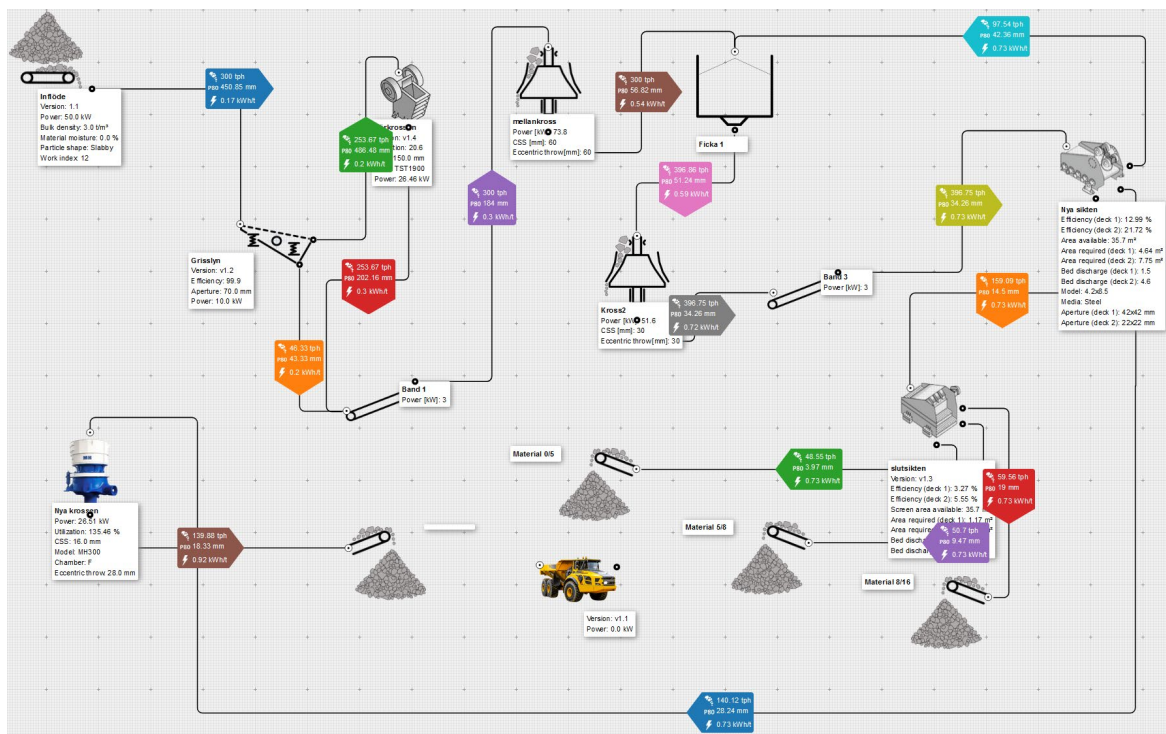 Inflöde
Version: 1.1
Power: 50.0 kW
Bulk density: 3.0 t/m³
Material moisture: 0.0 %
Particle shape: Slabby
Work index: 12
300 tph
P80 450.85 mm
0.17 kWh/t
253.67 tph
P80 486.48 mm
0.2 kWh/t
v1.4
20.6
150.0 mm
TST1900
Power: 26.46 kW
Grisslyn
Version: v1.2
Efficiency: 99.9
Aperture: 70.0 mm
Power: 10.0 kW
253.67 tph
P80 202.16 mm
0.3 kWh/t
46.33 tph
P80 43.33 mm
0.2 kWh/t
Band 1
Power [kW]: 3
300 tph
P80 184 mm
0.3 kWh/t
mellankross
Power [kW] 73.8
CSS [mm]: 60
Eccentric throw[mm]: 60
300 tph
P80 56.82 mm
0.54 kWh/t
Ficka 1
97.54 tph
P80 42.36 mm
0.73 kWh/t
396.86 tph
P80 51.24 mm
0.59 kWh/t
Kross2
Power [kW] 51.6
CSS [mm]: 30
Eccentric throw[mm]: 30
396.75 tph
P80 34.26 mm
0.72 kWh/t
Band 3
Power [kW]: 3
396.75 tph
P80 34.26 mm
0.73 kWh/t
Nya sikten
Efficiency (deck 1): 12.99 %
Efficiency (deck 2): 21.72 %
Area available: 35.7 m²
Area required (deck 1): 4.64 m²
Area required (deck 2): 7.75 m²
Bed discharge (deck 1): 1.5
Bed discharge (deck 2): 4.6
Model: 4.2x8.5
Media: Steel
Aperture (deck 1): 42x42 mm
Aperture (deck 2): 22x22 mm
159.09 tph
P80 14.5 mm
0.73 kWh/t
slutsikten
Version: v1.3
Efficiency (deck 1): 3.27 %
Efficiency (deck 2): 5.55 %
Screen area available: 35.7
Area required (deck 1): 1.17 m²
Area required
Bed disch
Bed discha
59.56 tph
P80 19 mm
0.73 kWh/t
50.7 tph
P80 9.47 mm
0.73 kWh/t
48.55 tph
P80 3.97 mm
0.73 kWh/t
Material 0/5
Material 5/8
Material 8/16
Version: v1.1
Power: 0.0 kW
Nya krossen
Power: 26.51 kW
Utilization: 135.46 %
CSS: 16.0 mm
Model: MH300
Chamber: F
Eccentric throw: 28.0 mm
139.88 tph
P80 18.33 mm
0.92 kWh/t
140.12 tph
P80 28.24 mm
0.73 kWh/t